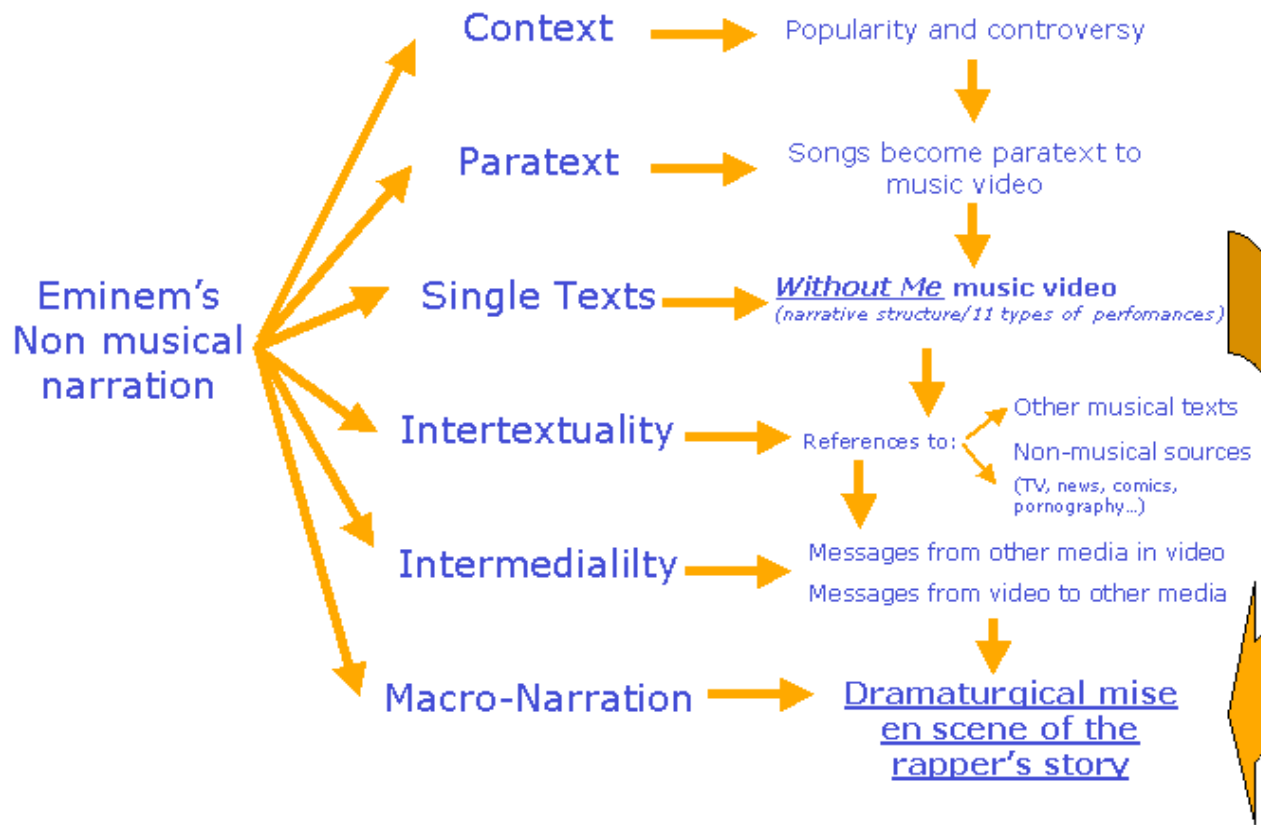 Context
Popularity and controversy
Paratext
Songs become paratext to
music video
Eminem's
Non musical
narration
Single Texts
Without Me music video
(narrative structure/11 types of perfomances)
Intertextuality
References to:
Other musical texts
Non-musical sources
(TV, news, comics,
pornography...)
Intermedialilty
Messages from other media in video
Messages from video to other media
Macro-Narration
Dramaturgical mise
en scene of the
rapper's story